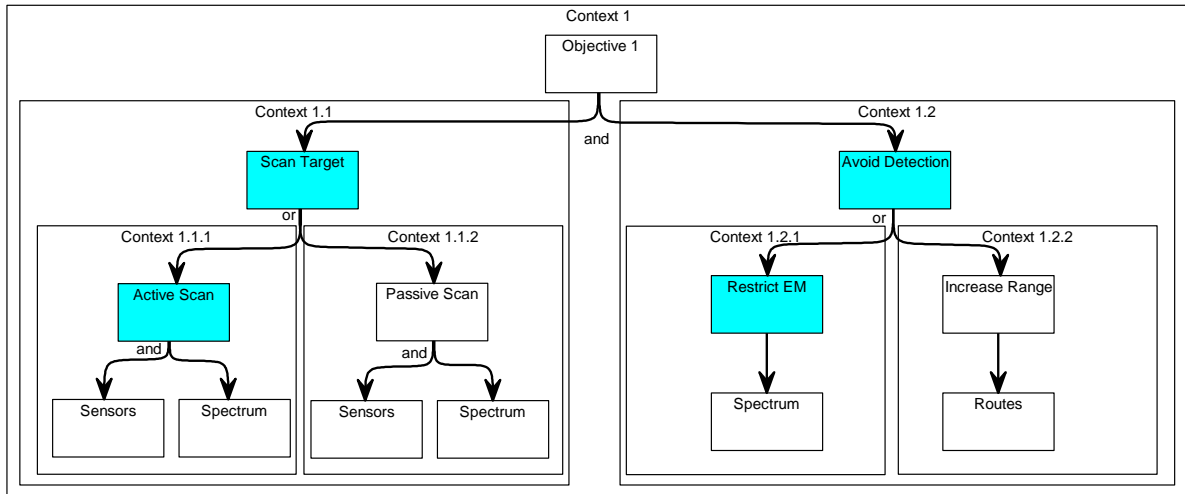 Context 1
Objective 1
Context 1.1
Context 1.2
and
Scan Target
Avoid Detection
or
or
Context 1.1.1
Context 1.1.2
Context 1.2.1
Context 1.2.2
Active Scan
Passive Scan
Restrict EM
Increase Range
and
and
Sensors
Spectrum
Sensors
Spectrum
Spectrum
Routes